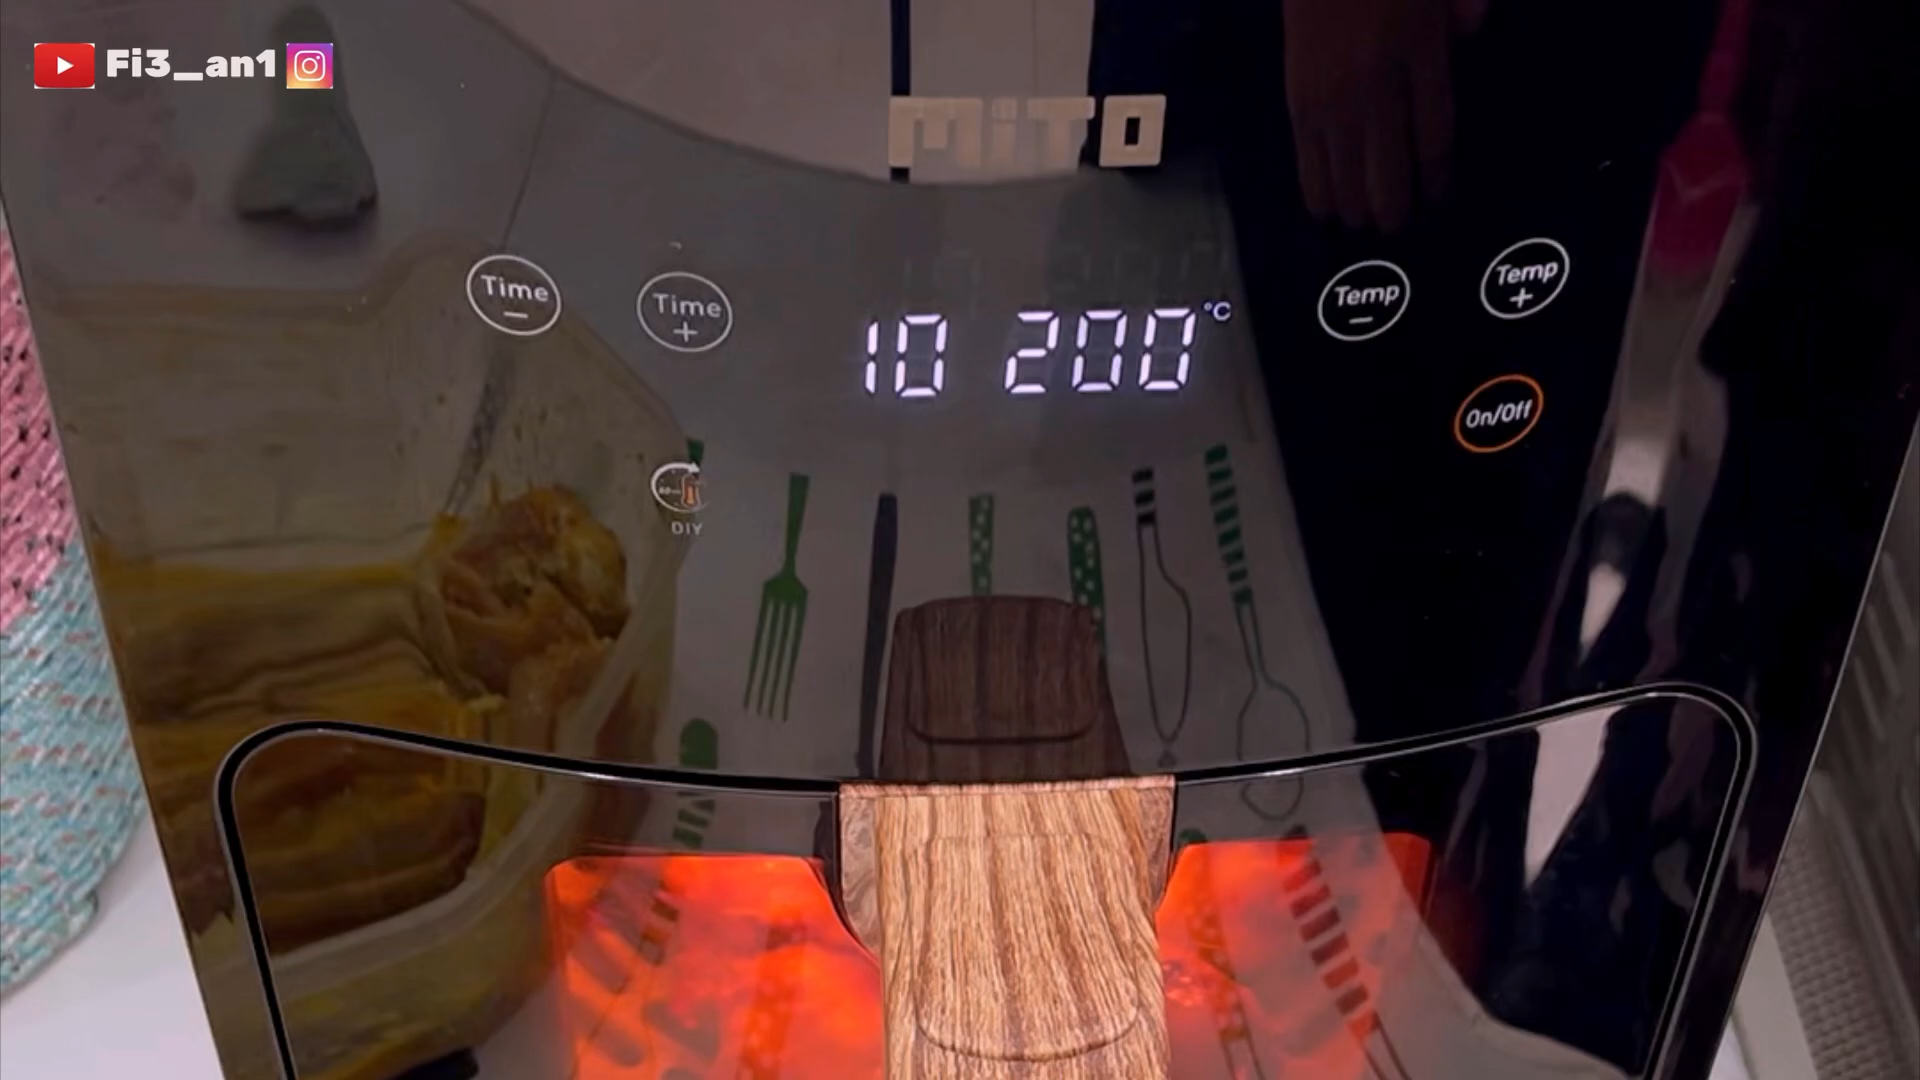 Fi3_an1
MiTO
Time
−
Time
+
10 200°C
Temp
−
Temp
+
On/Off
DIY